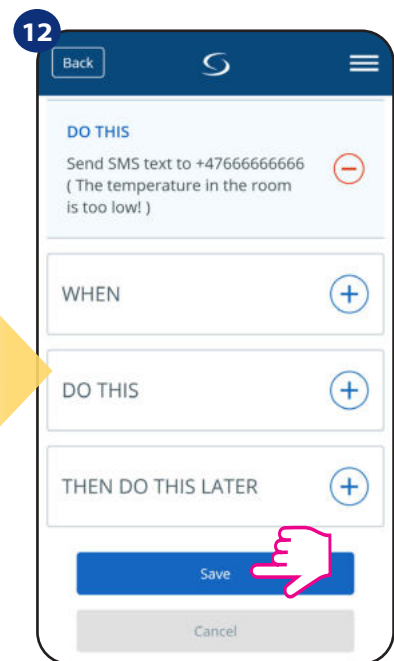 12
Back
DO THIS
Send SMS text to +47666666666
( The temperature in the room
is too low! )
WHEN
DO THIS
THEN DO THIS LATER
Save
Cancel